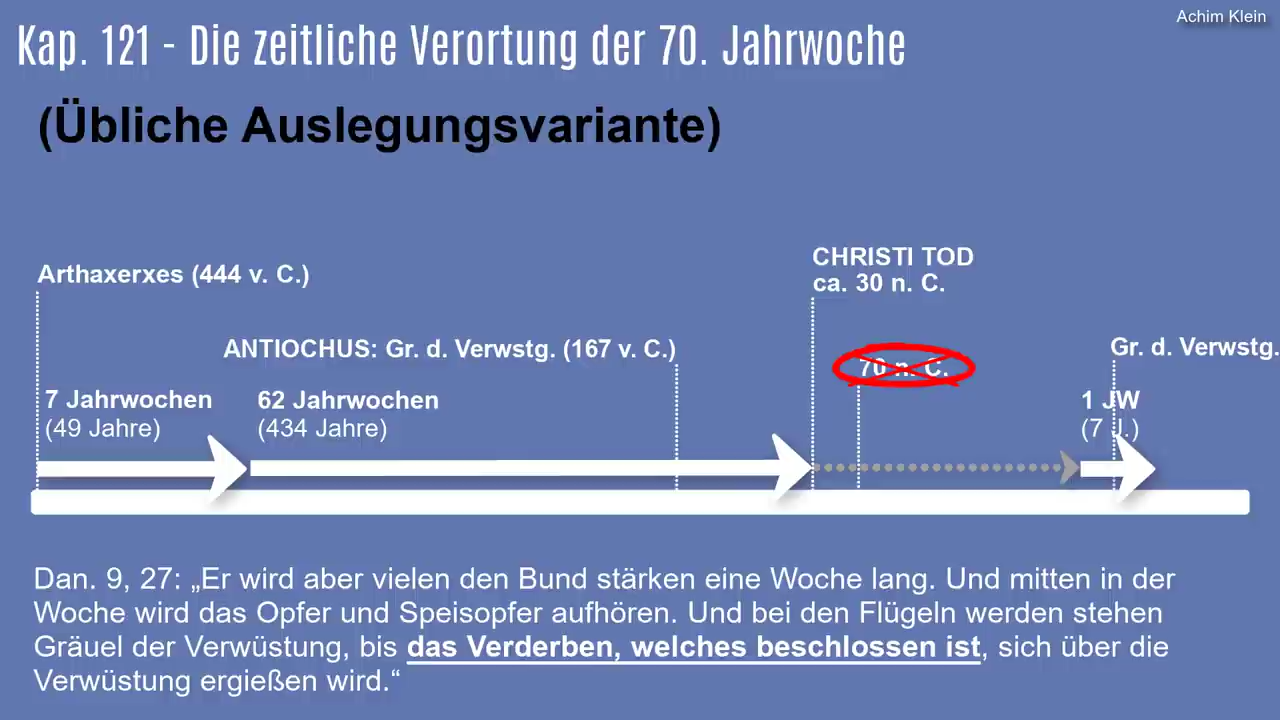 Achim Klein
Kap. 121 - Die zeitliche Verortung der 70. Jahrwoche
(Übliche Auslegungsvariante)
CHRISTI TOD
ca. 30 n. C.
Arthaxerxes (444 v. C.)
ANTIOCHUS: Gr. d. Verwstg. (167 v. C.)
Gr. d. Verwstg.
70 n. C.
7 Jahrwochen
(49 Jahre)
62 Jahrwochen
(434 Jahre)
1 JW
(7 J.)
Dan. 9, 27: „Er wird aber vielen den Bund stärken eine Woche lang. Und mitten in der
Woche wird das Opfer und Speisopfer aufhören. Und bei den Flügeln werden stehen
Gräuel der Verwüstung, bis das Verderben, welches beschlossen ist, sich über die
Verwüstung ergießen wird.“